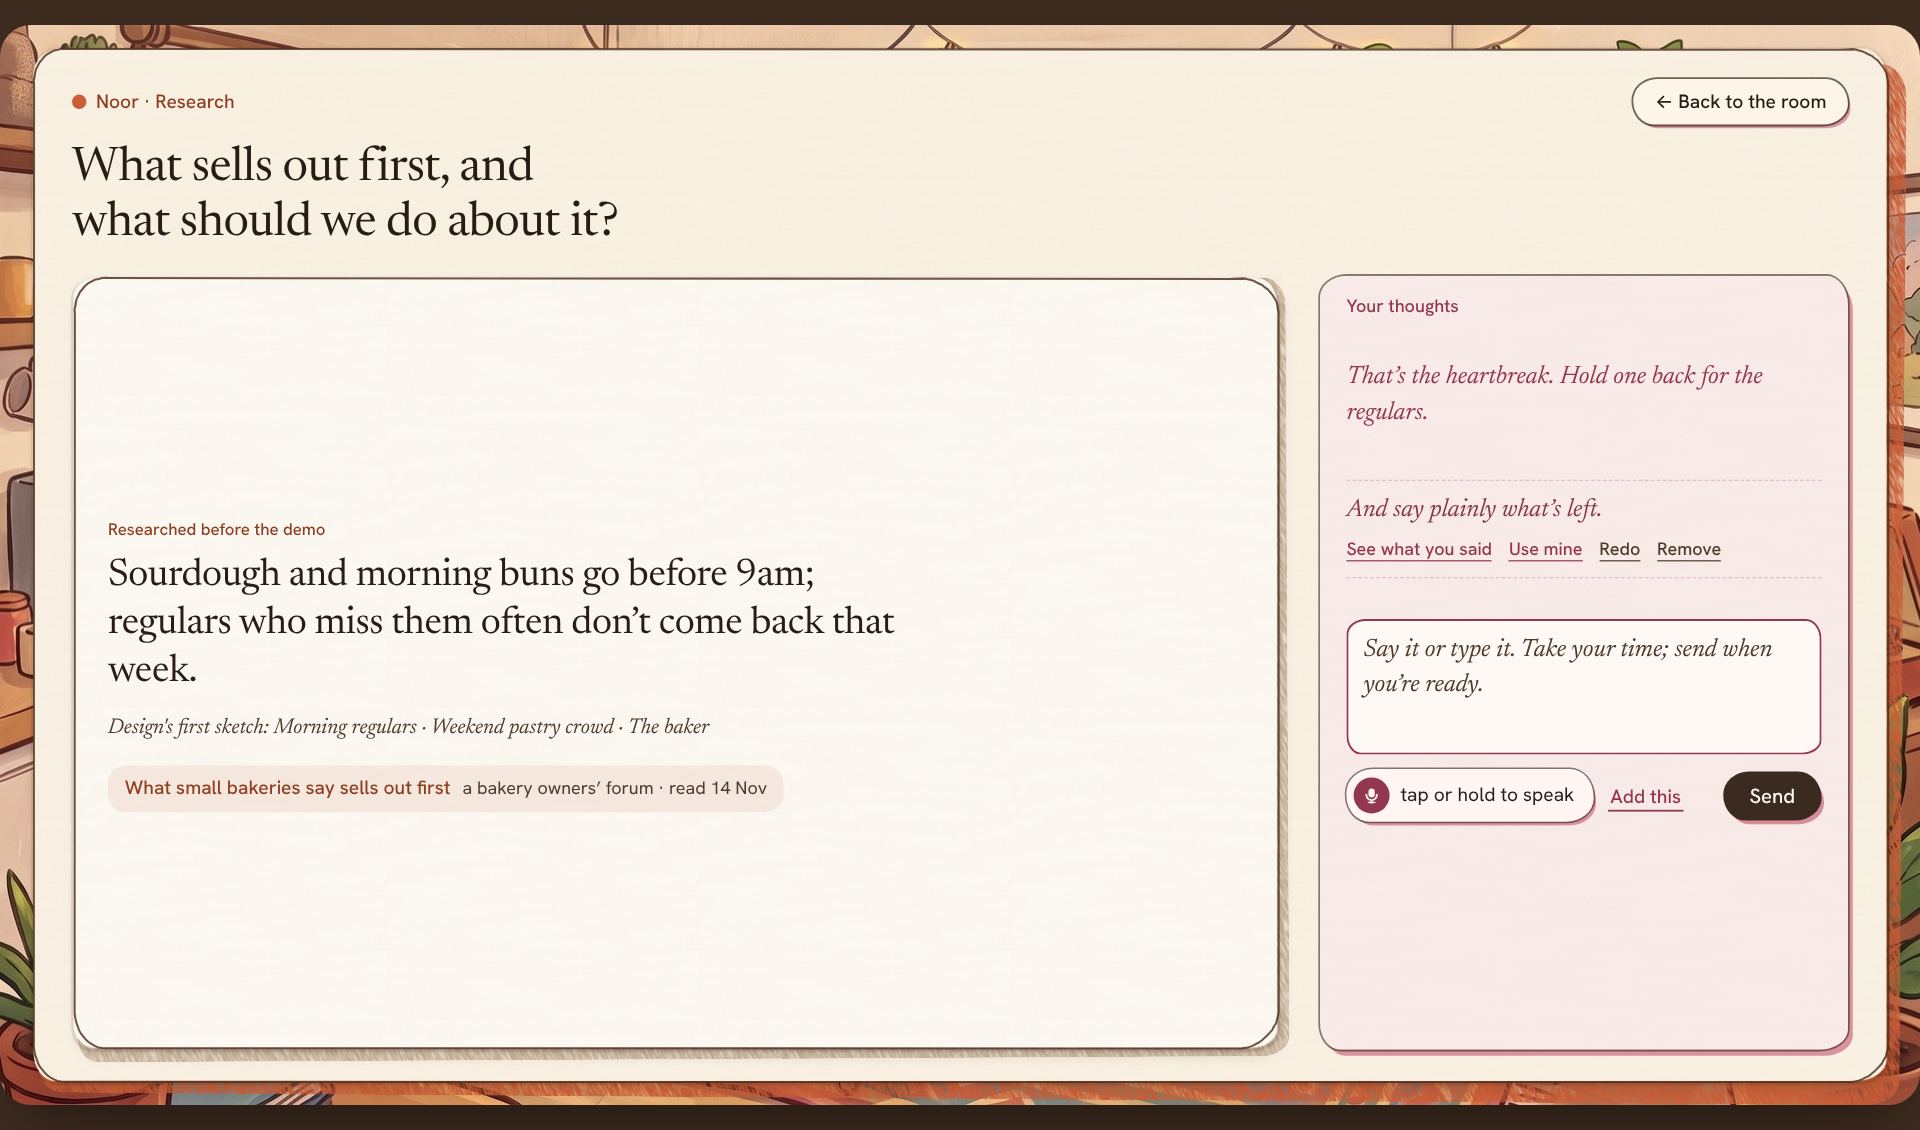 Noor · Research
← Back to the room
What sells out first, and
what should we do about it?
Researched before the demo
Sourdough and morning buns go before 9am;
regulars who miss them often don’t come back that
week.
Design's first sketch: Morning regulars · Weekend pastry crowd · The baker
What small bakeries say sells out first a bakery owners’ forum · read 14 Nov
Your thoughts
That’s the heartbreak. Hold one back for the
regulars.
And say plainly what’s left.
See what you said Use mine Redo Remove
Say it or type it. Take your time; send when
you’re ready.
tap or hold to speak Add this Send